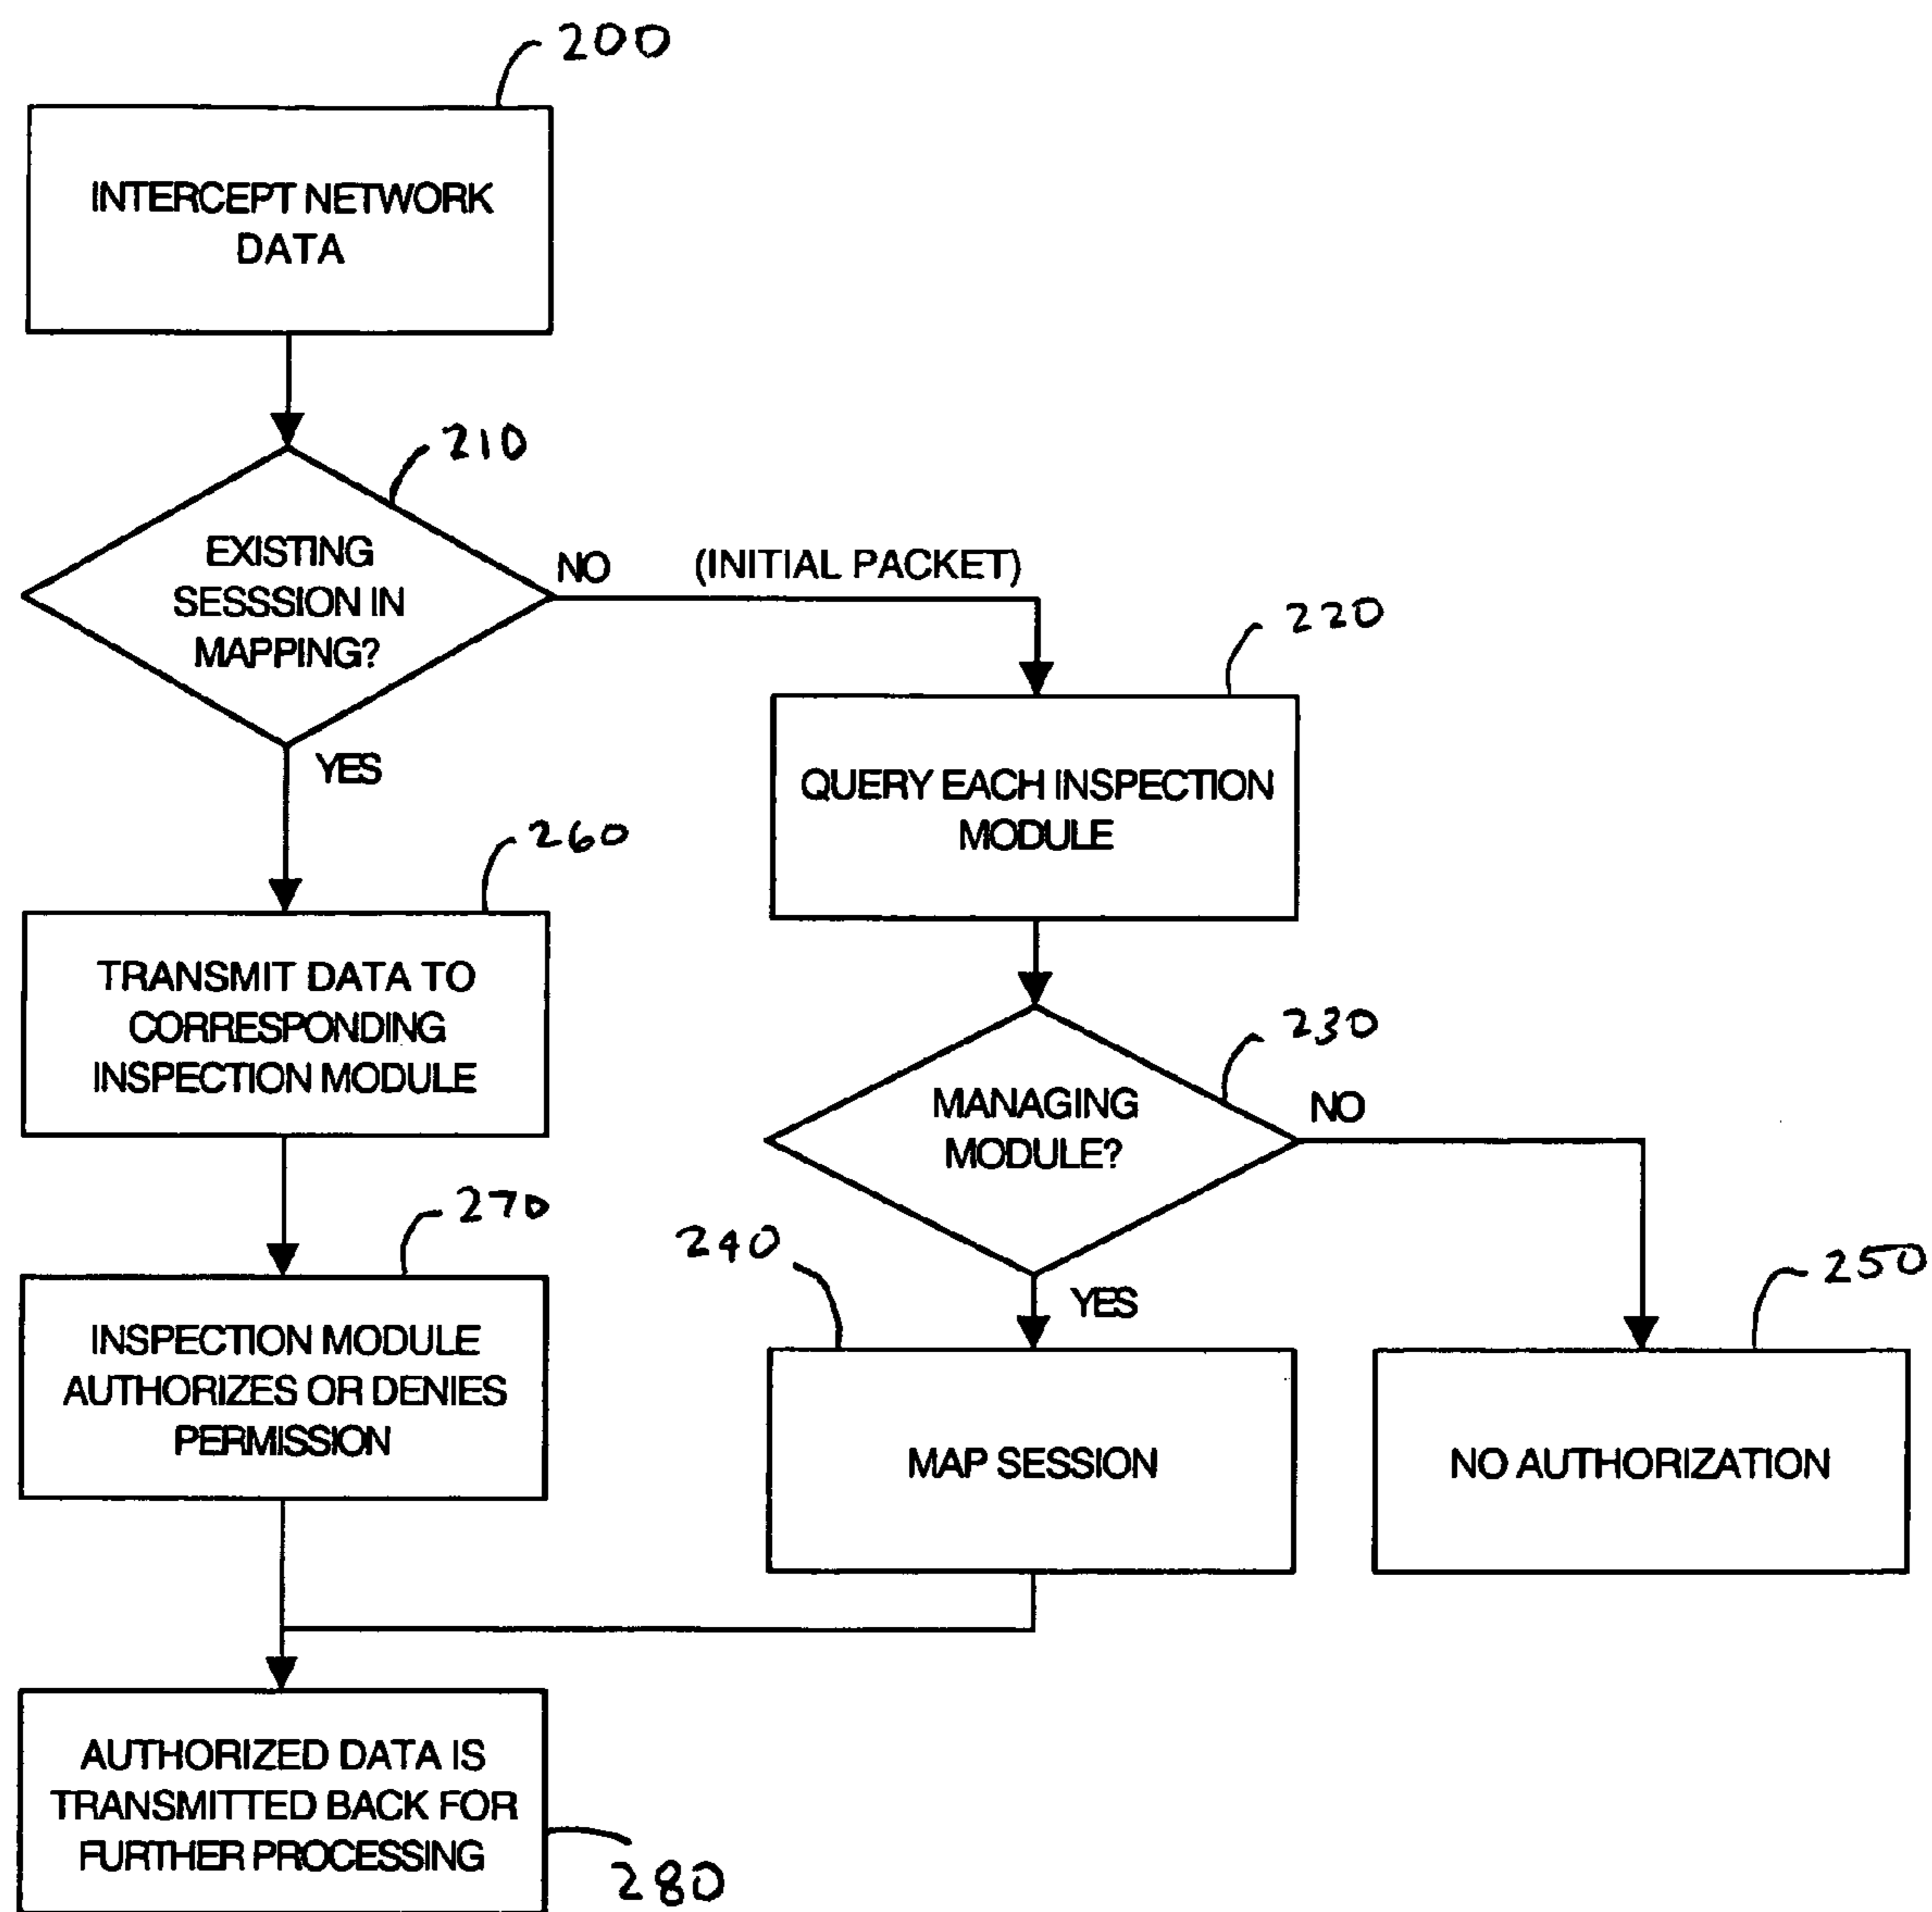 200
INTERCEPT NETWORK
DATA
210
EXISTING
SESSSION IN
MAPPING?
NO (INITIAL PACKET)
YES
220
QUERY EACH INSPECTION
MODULE
260
TRANSMIT DATA TO
CORRESPONDING
INSPECTION MODULE
230
MANAGING
MODULE?
NO
YES
270
INSPECTION MODULE
AUTHORIZES OR DENIES
PERMISSION
240
MAP SESSION
250
NO AUTHORIZATION
AUTHORIZED DATA IS
TRANSMITTED BACK FOR
FURTHER PROCESSING
280